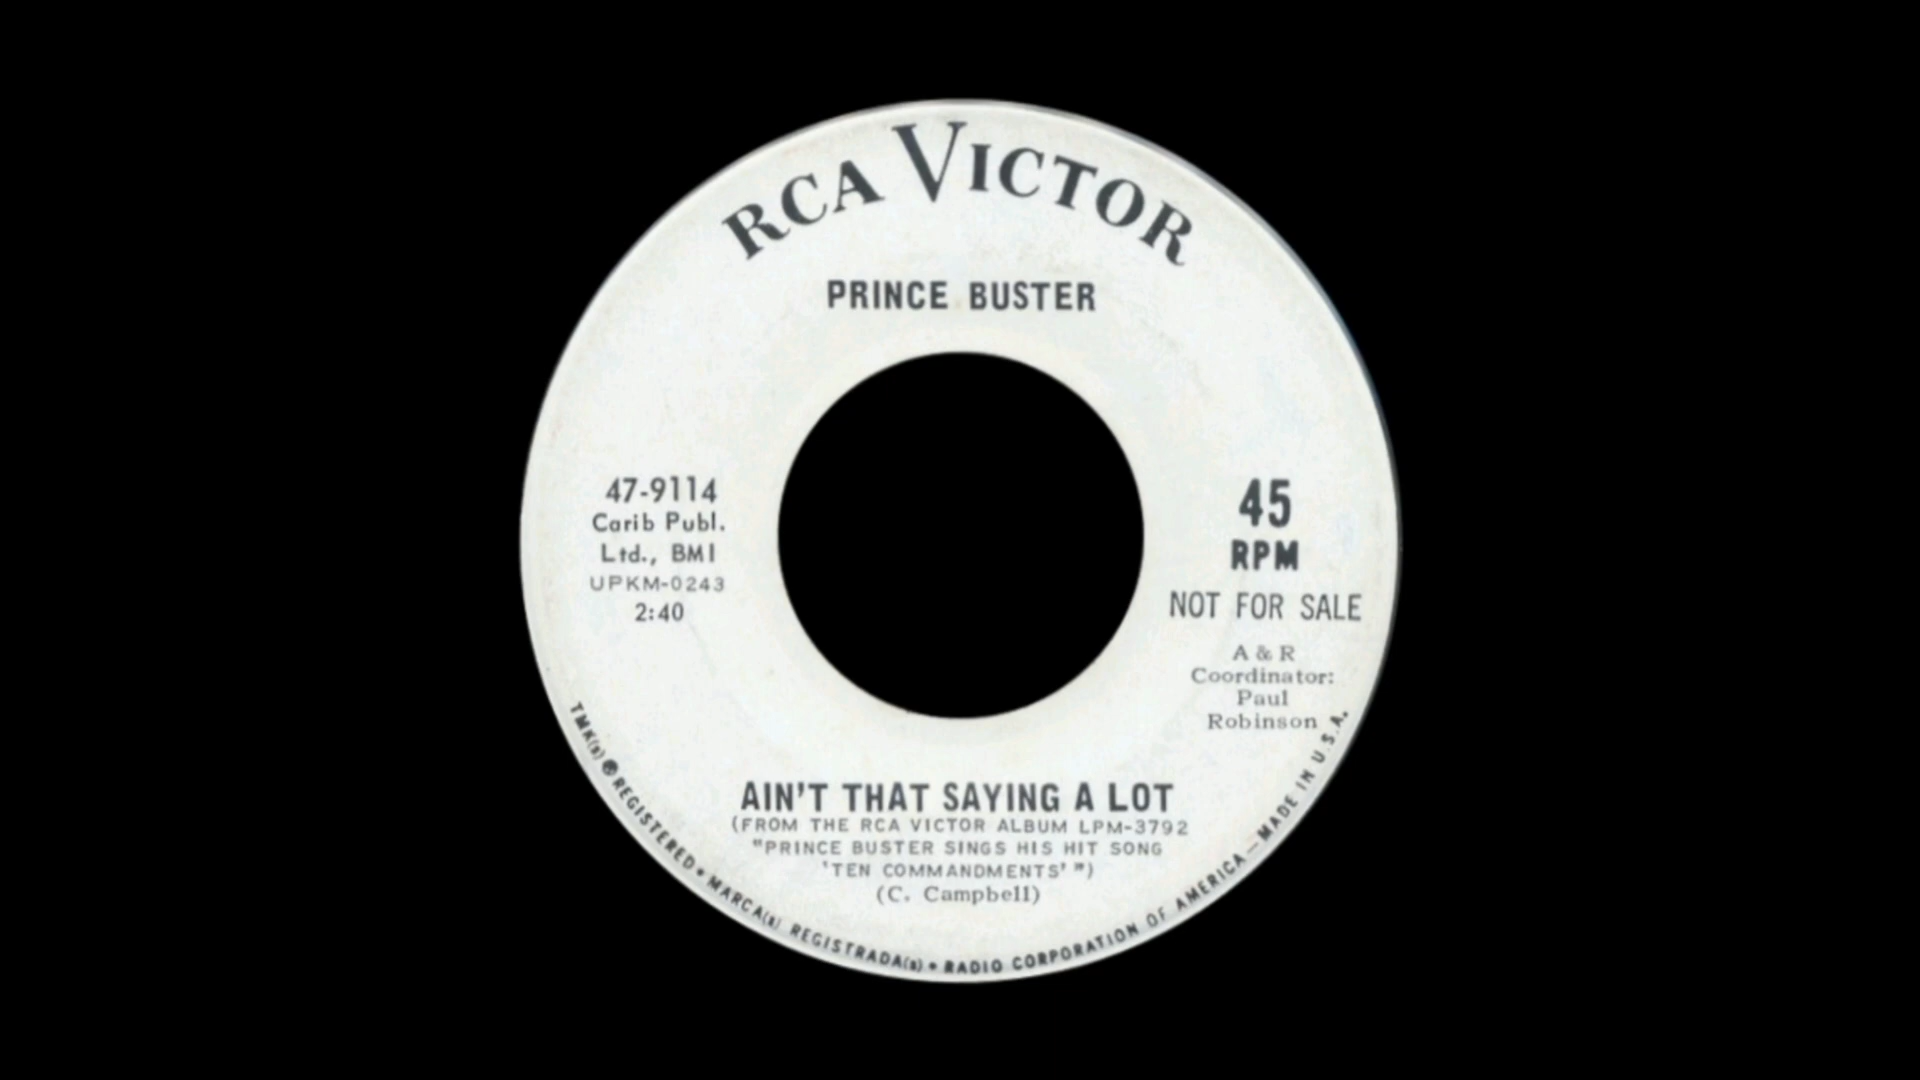 RCA VICTOR
PRINCE BUSTER
47-9114
Carib Publ.
Ltd., BMI
UPKM-0243
2:40
45
RPM
NOT FOR SALE
A & R
Coordinator:
Paul
Robinson
AIN'T THAT SAYING A LOT
(FROM THE RCA VICTOR ALBUM LPM-3792
"PRINCE BUSTER SINGS HIS HIT SONG
'TEN COMMANDMENTS' ")
(C. Campbell)
TMK(s) ® REGISTERED • MARCA(s) REGISTRADA(s) • RADIO CORPORATION OF AMERICA—MADE IN U.S.A.